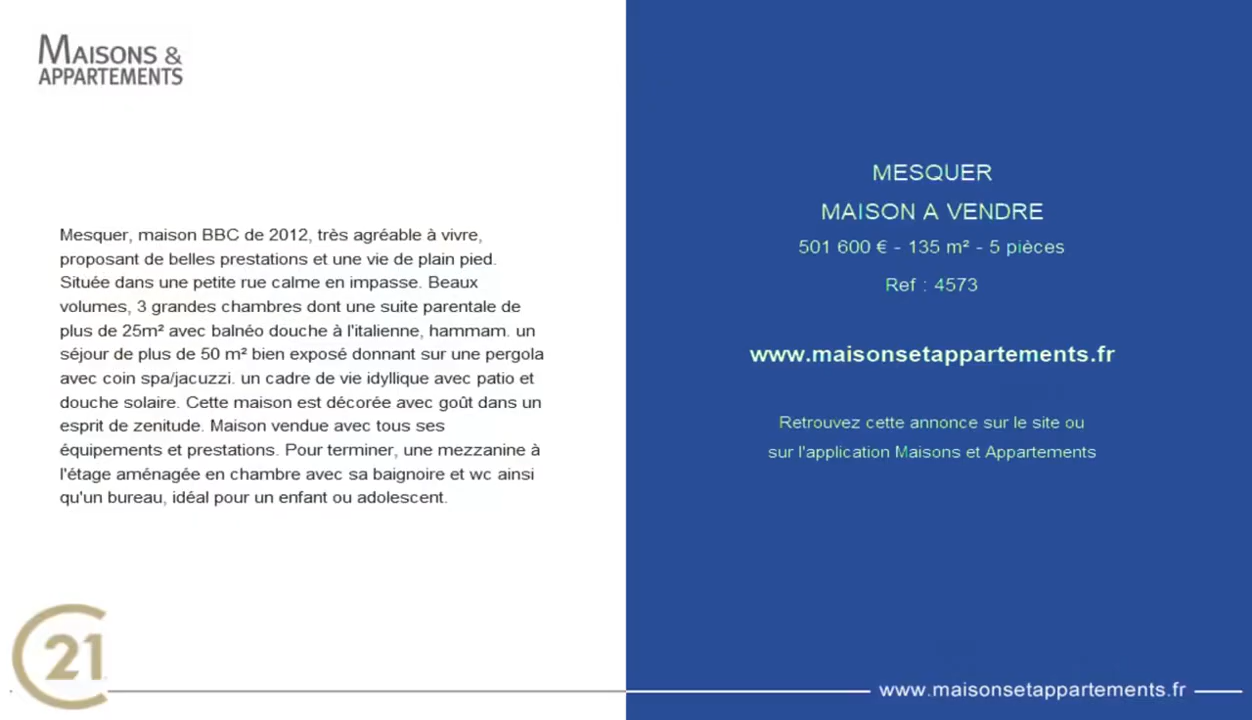 MAISONS &
APPARTEMENTS
Mesquer, maison BBC de 2012, très agréable à vivre,
proposant de belles prestations et une vie de plain pied.
Située dans une petite rue calme en impasse. Beaux
volumes, 3 grandes chambres dont une suite parentale de
plus de 25m² avec balnéo douche à l'italienne, hammam. un
séjour de plus de 50 m² bien exposé donnant sur une pergola
avec coin spa/jacuzzi. un cadre de vie idyllique avec patio et
douche solaire. Cette maison est décorée avec goût dans un
esprit de zenitude. Maison vendue avec tous ses
équipements et prestations. Pour terminer, une mezzanine à
l'étage aménagée en chambre avec sa baignoire et wc ainsi
qu'un bureau, idéal pour un enfant ou adolescent.
C21
MESQUER
MAISON A VENDRE
501 600 € - 135 m² - 5 pièces
Ref : 4573
www.maisonsetappartements.fr
Retrouvez cette annonce sur le site ou
sur l'application Maisons et Appartements
www.maisonsetappartements.fr